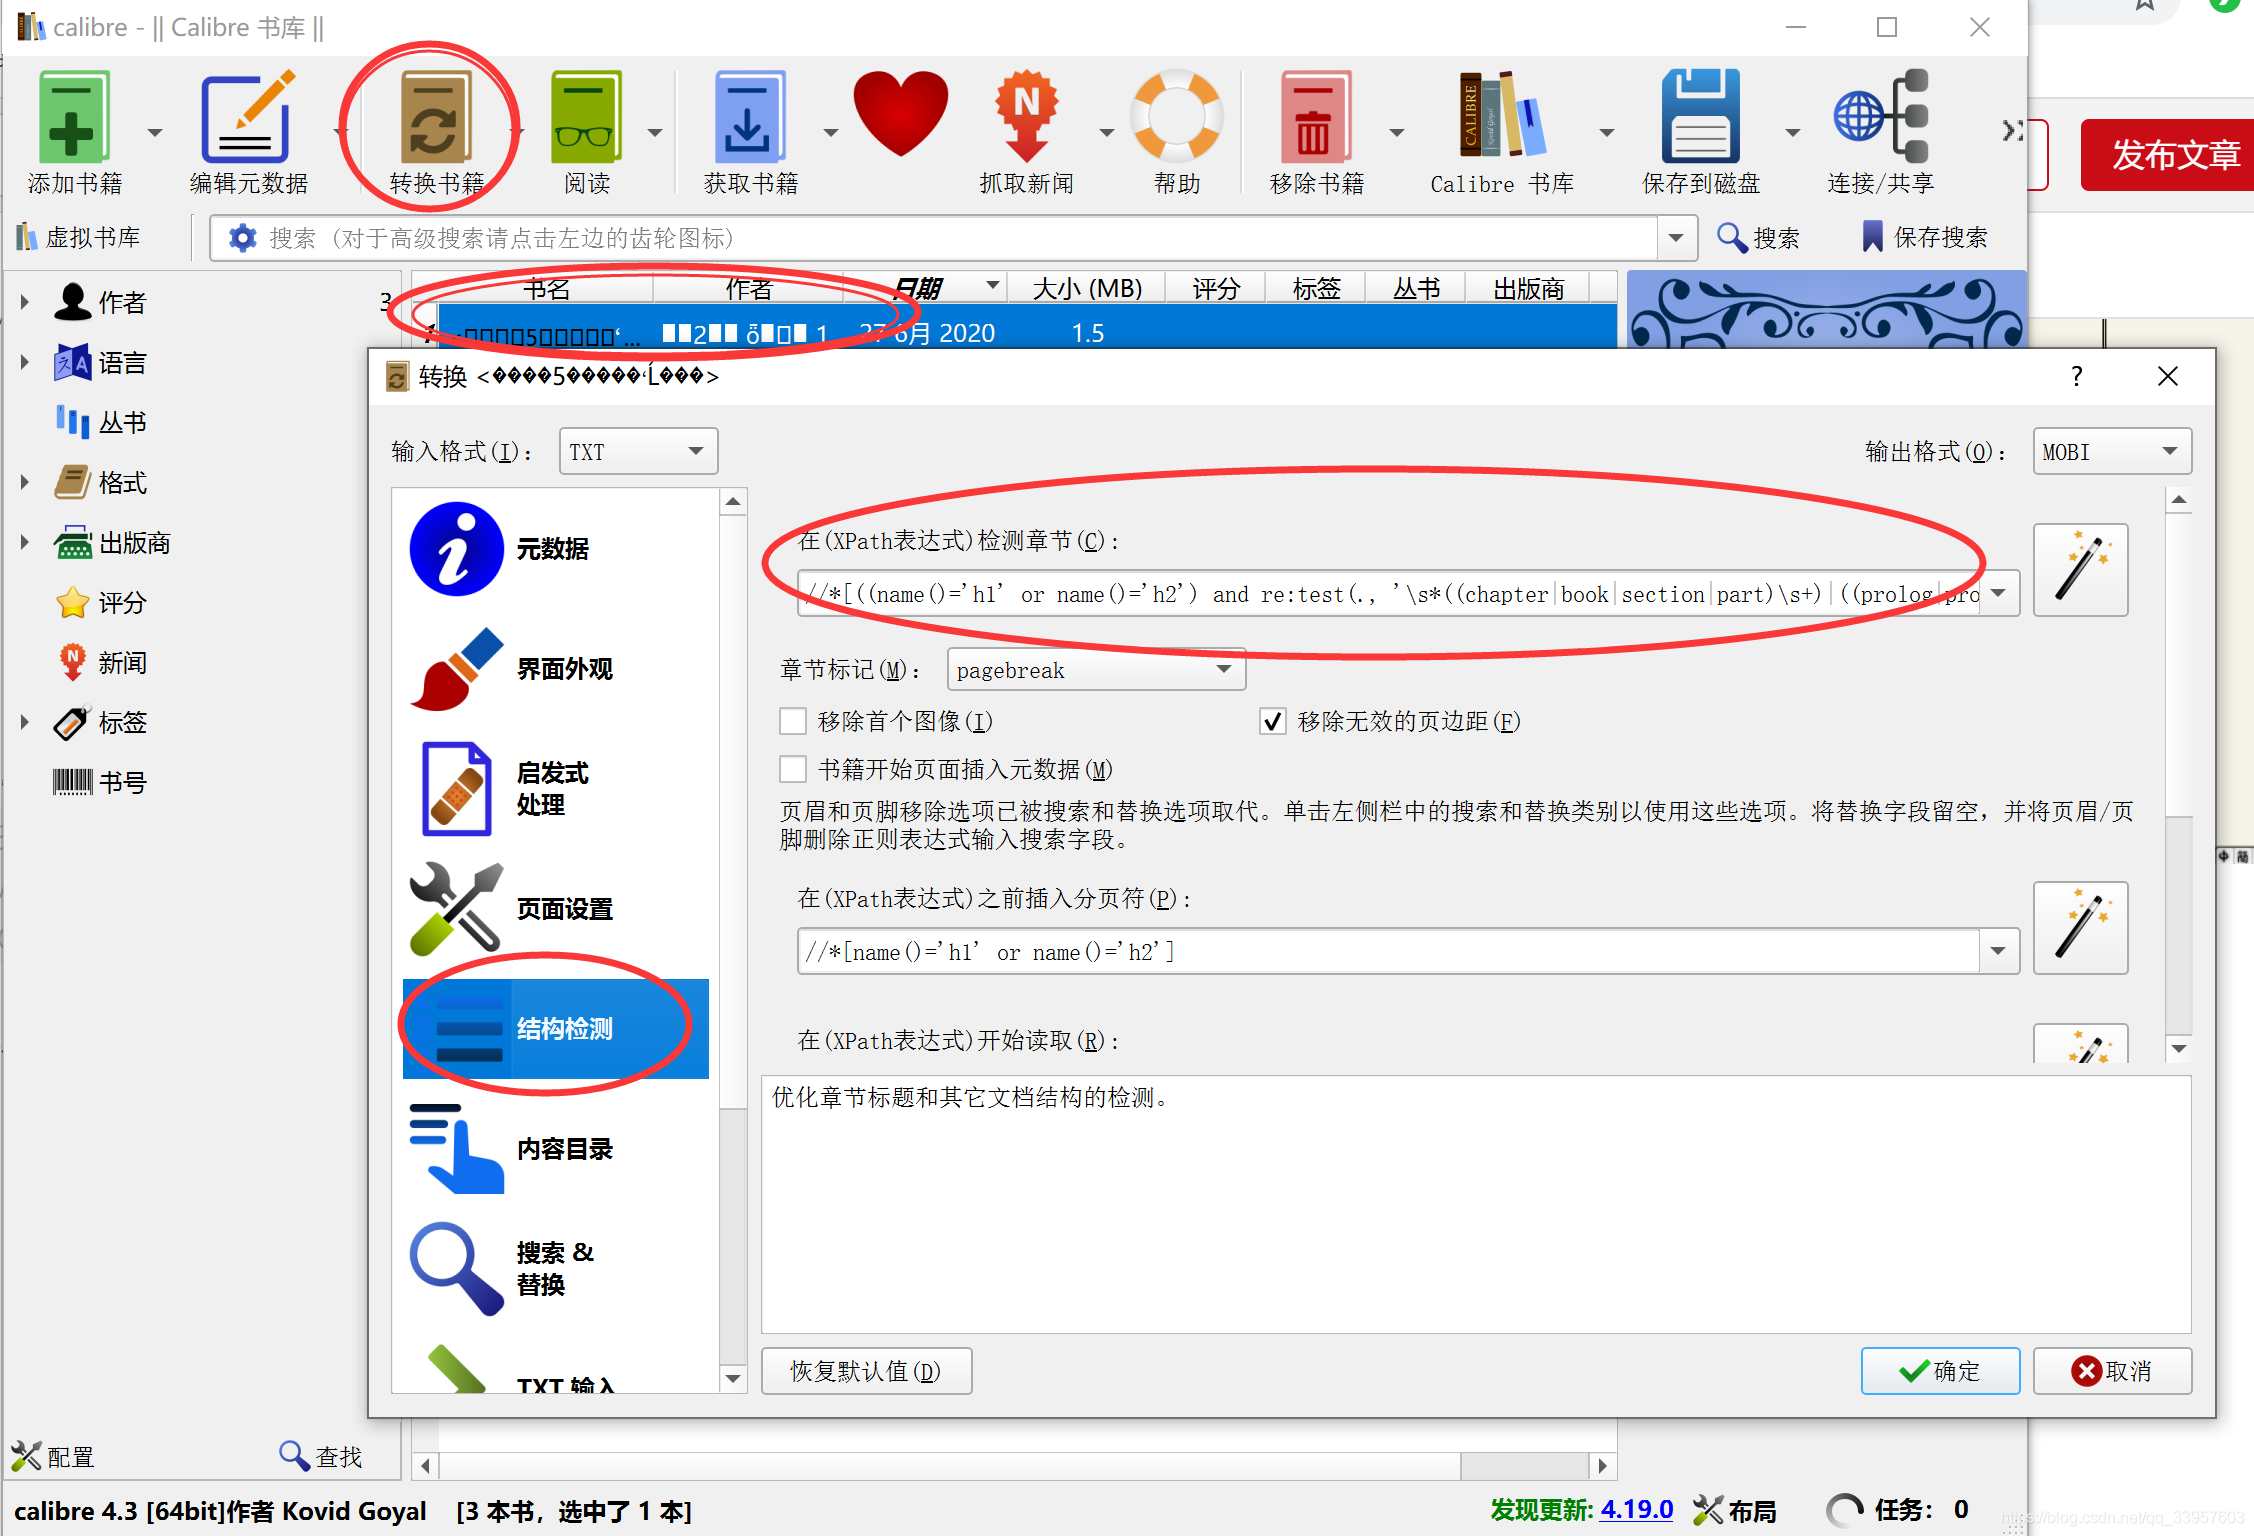 calibre - || Calibre 书库 ||
添加书籍 编辑元数据 转换书籍 阅读 获取书籍 抓取新闻 帮助 移除书籍 Calibre 书库 保存到磁盘 连接/共享
发布文章
虚拟书库 搜索 (对于高级搜索请点击左边的齿轮图标) 搜索 保存搜索
书名 作者 日期 大小 (MB) 评分 标签 丛书 出版商
1 27 6月 2020 1.5
作者 3
语言
丛书
格式
出版商
评分
新闻
标签
书号
转换 <����5�����‘Ĺ���> ?
输入格式(I): TXT 输出格式(O): MOBI
元数据
界面外观
启发式
处理
页面设置
结构检测
内容目录
搜索 &
替换
TXT 输入
在(XPath表达式)检测章节(C):
//*[((name()='h1' or name()='h2') and re:test(., '\s*((chapter|book|section|part)\s+)|((prolog|pro
章节标记(M): pagebreak
移除首个图像(I) 移除无效的页边距(F)
书籍开始页面插入元数据(M)
页眉和页脚移除选项已被搜索和替换选项取代。单击左侧栏中的搜索和替换类别以使用这些选项。将替换字段留空，并将页眉/页
脚删除正则表达式输入搜索字段。
在(XPath表达式)之前插入分页符(P):
//*[name()='h1' or name()='h2']
在(XPath表达式)开始读取(R):
优化章节标题和其它文档结构的检测。
恢复默认值(D) 确定 取消
中 簡
配置 查找
calibre 4.3 [64bit]作者 Kovid Goyal [3 本书，选中了 1 本] 发现更新: 4.19.0 布局 任务: 0
https://blog.csdn.net/qq_33957603